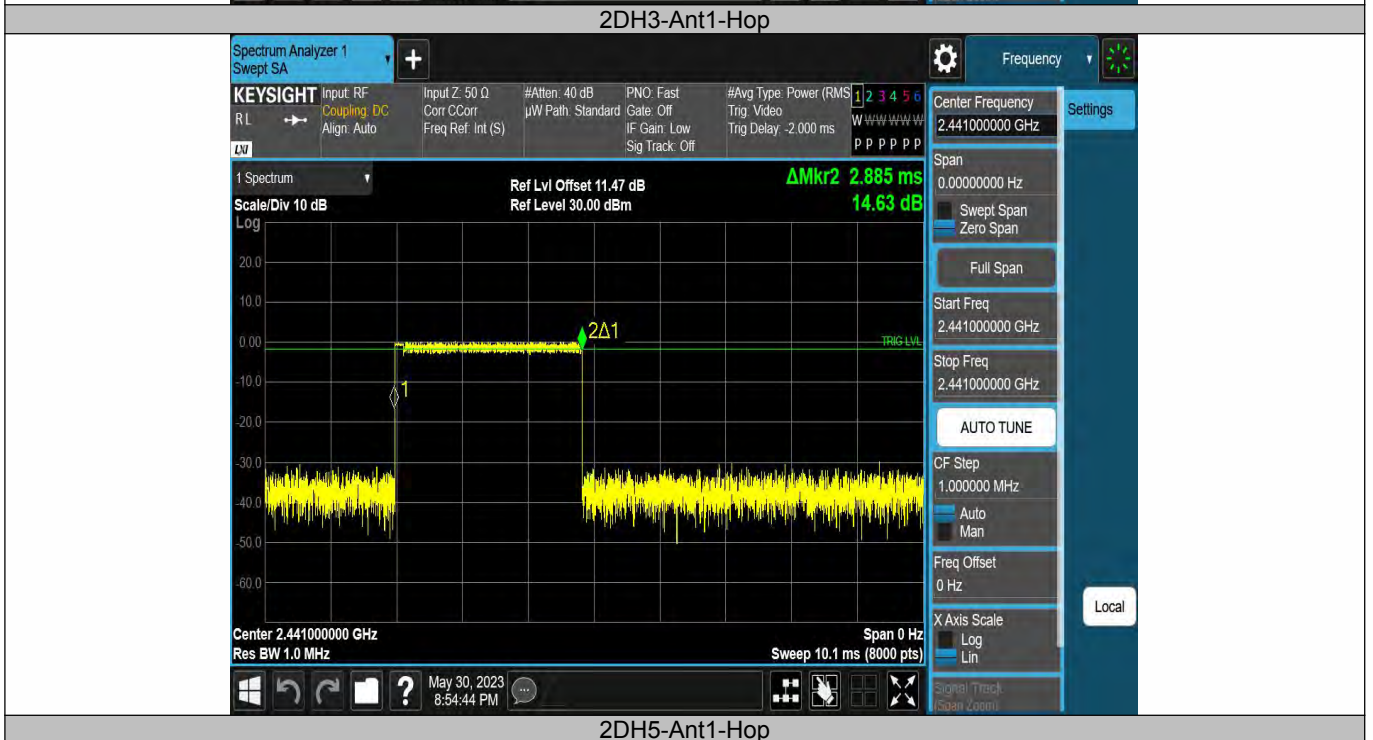 2DH3-Ant1-Hop
Spectrum Analyzer 1
Swept SA
+
Frequency
KEYSIGHT
RL
LXI
Input: RF
Coupling: DC
Align: Auto
Input Z: 50 Ω
Corr CCorr
Freq Ref: Int (S)
#Atten: 40 dB
µW Path: Standard
PNO: Fast
Gate: Off
IF Gain: Low
Sig Track: Off
#Avg Type: Power (RMS
Trig: Video
Trig Delay: -2.000 ms
1 2 3 4 5 6
W W W W W W
P P P P P P
Center Frequency
2.441000000 GHz
Settings
1 Spectrum
Scale/Div 10 dB
Log
Ref Lvl Offset 11.47 dB
Ref Level 30.00 dBm
ΔMkr2 2.885 ms
14.63 dB
Span
0.00000000 Hz
Swept Span
Zero Span
Full Span
Start Freq
2.441000000 GHz
Stop Freq
2.441000000 GHz
AUTO TUNE
CF Step
1.000000 MHz
Auto
Man
Freq Offset
0 Hz
X Axis Scale
Log
Lin
Signal Track
(Span Zoom)
Local
20.0
10.0
0.00
-10.0
-20.0
-30.0
-40.0
-50.0
-60.0
2Δ1
TRIG LVL
1
Center 2.441000000 GHz
Res BW 1.0 MHz
Span 0 Hz
Sweep 10.1 ms (8000 pts)
?
May 30, 2023
8:54:44 PM
2DH5-Ant1-Hop